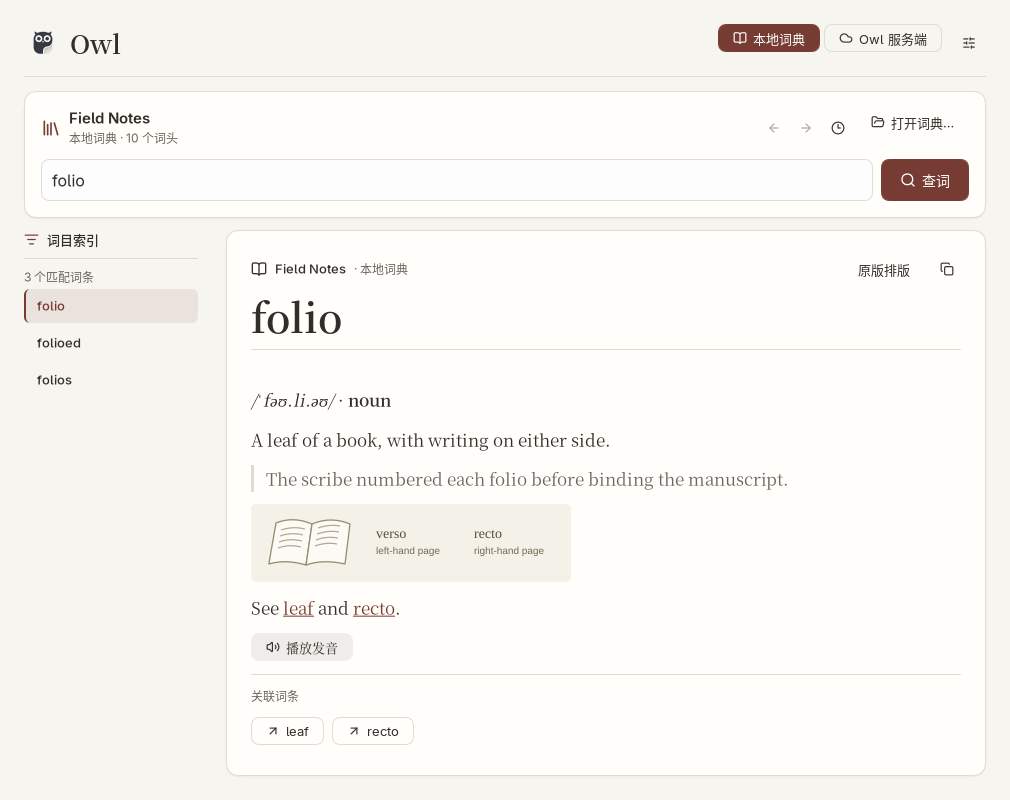 Owl
本地词典
Owl 服务端
Field Notes
本地词典 · 10 个词头
打开词典...
folio
查词
词目索引
3 个匹配词条
folio
folioed
folios
Field Notes · 本地词典
原版排版
folio
/ˈfəʊ.li.əʊ/ · noun
A leaf of a book, with writing on either side.
The scribe numbered each folio before binding the manuscript.
verso
left-hand page
recto
right-hand page
See leaf and recto.
播放发音
关联词条
leaf
recto